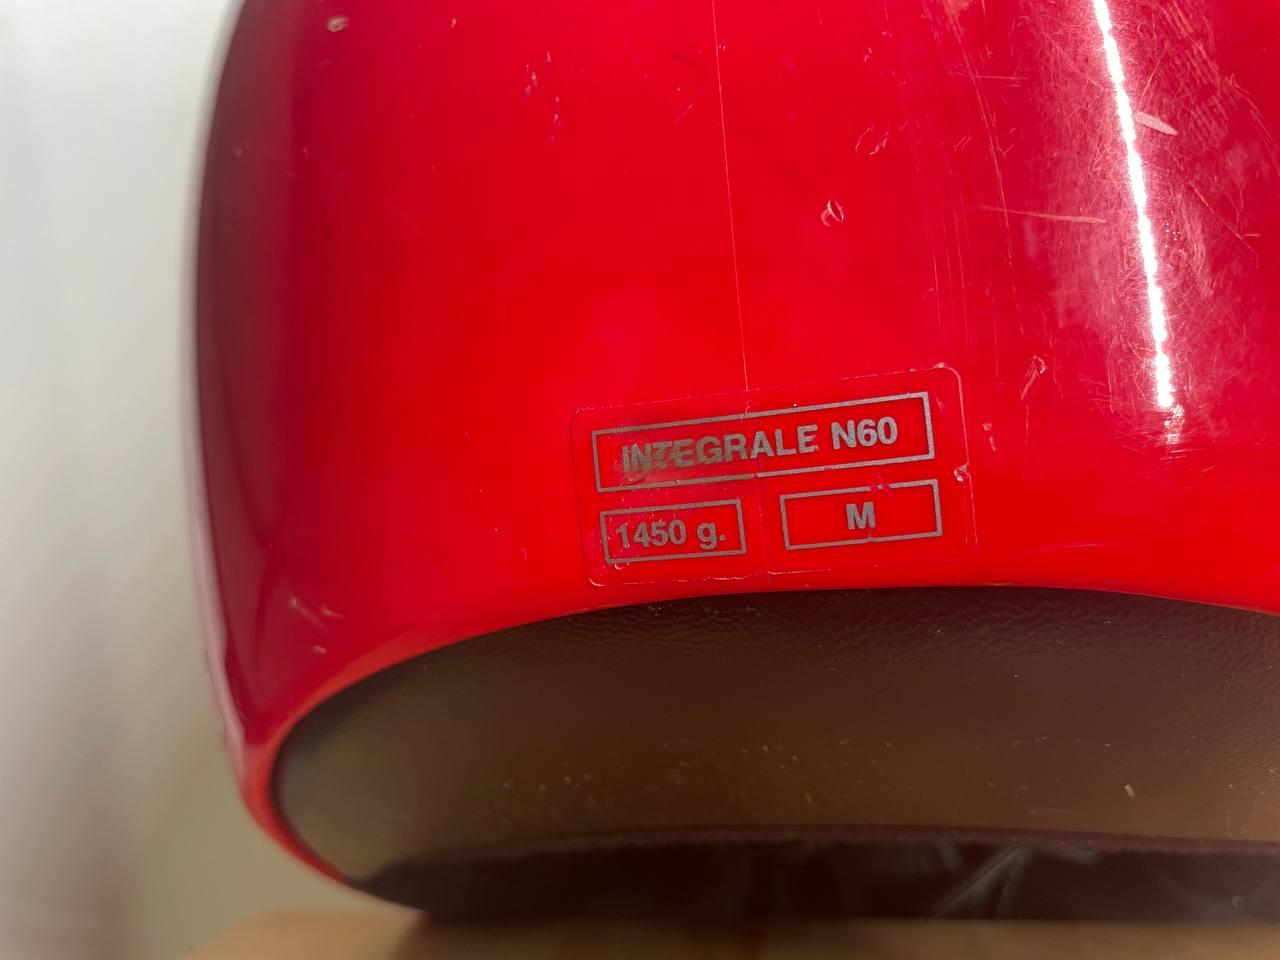 INTEGRALE N60
1450 g.
M